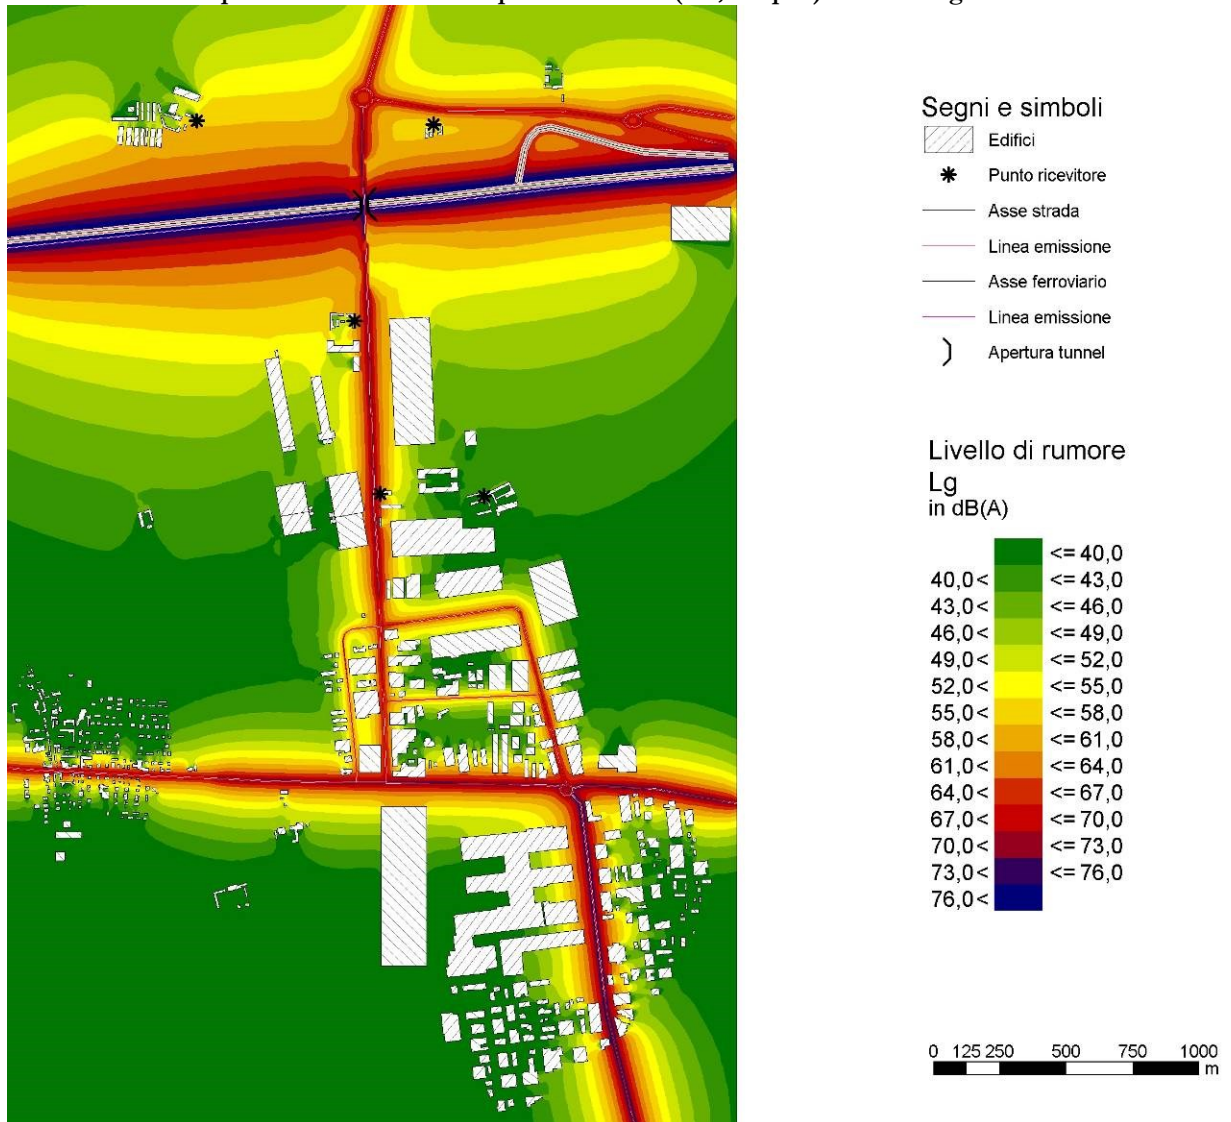 Segni e simboli
Edifici
Punto ricevitore
Asse strada
Linea emissione
Asse ferroviario
Linea emissione
Apertura tunnel
Livello di rumore
Lg
in dB(A)
<= 40,0
40,0< <= 43,0
43,0< <= 46,0
46,0< <= 49,0
49,0< <= 52,0
52,0< <= 55,0
55,0< <= 58,0
58,0< <= 61,0
61,0< <= 64,0
64,0< <= 67,0
67,0< <= 70,0
70,0< <= 73,0
73,0< <= 76,0
76,0<
0 125 250 500 750 1000
m